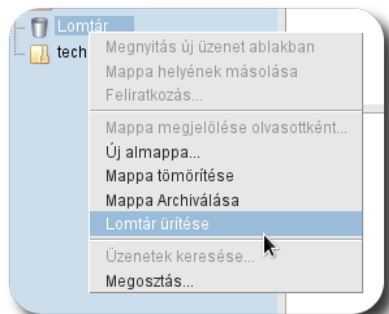 Lomtár
tech
Megnyitás új üzenet ablakban
Mappa helyének másolása
Feliratkozás...
Mappa megjelölése olvasottként...
Új almappa...
Mappa tömörítése
Mappa Archiválása
Lomtár ürítése
Üzenetek keresése...
Megosztás...